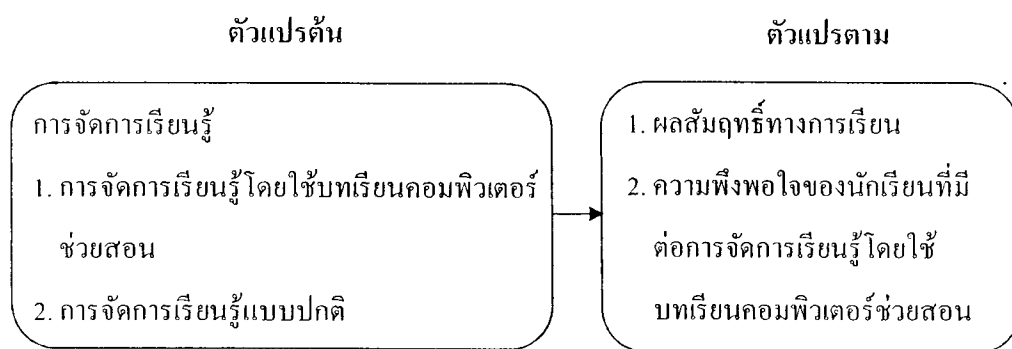 ตัวแปรต้น
การจัดการเรียนรู้
1. การจัดการเรียนรู้โดยใช้บทเรียนคอมพิวเตอร์
ช่วยสอน
2. การจัดการเรียนรู้แบบปกติ
ตัวแปรตาม
1. ผลสัมฤทธิ์ทางการเรียน
2. ความพึงพอใจของนักเรียนที่มี
ต่อการจัดการเรียนรู้โดยใช้
บทเรียนคอมพิวเตอร์ช่วยสอน